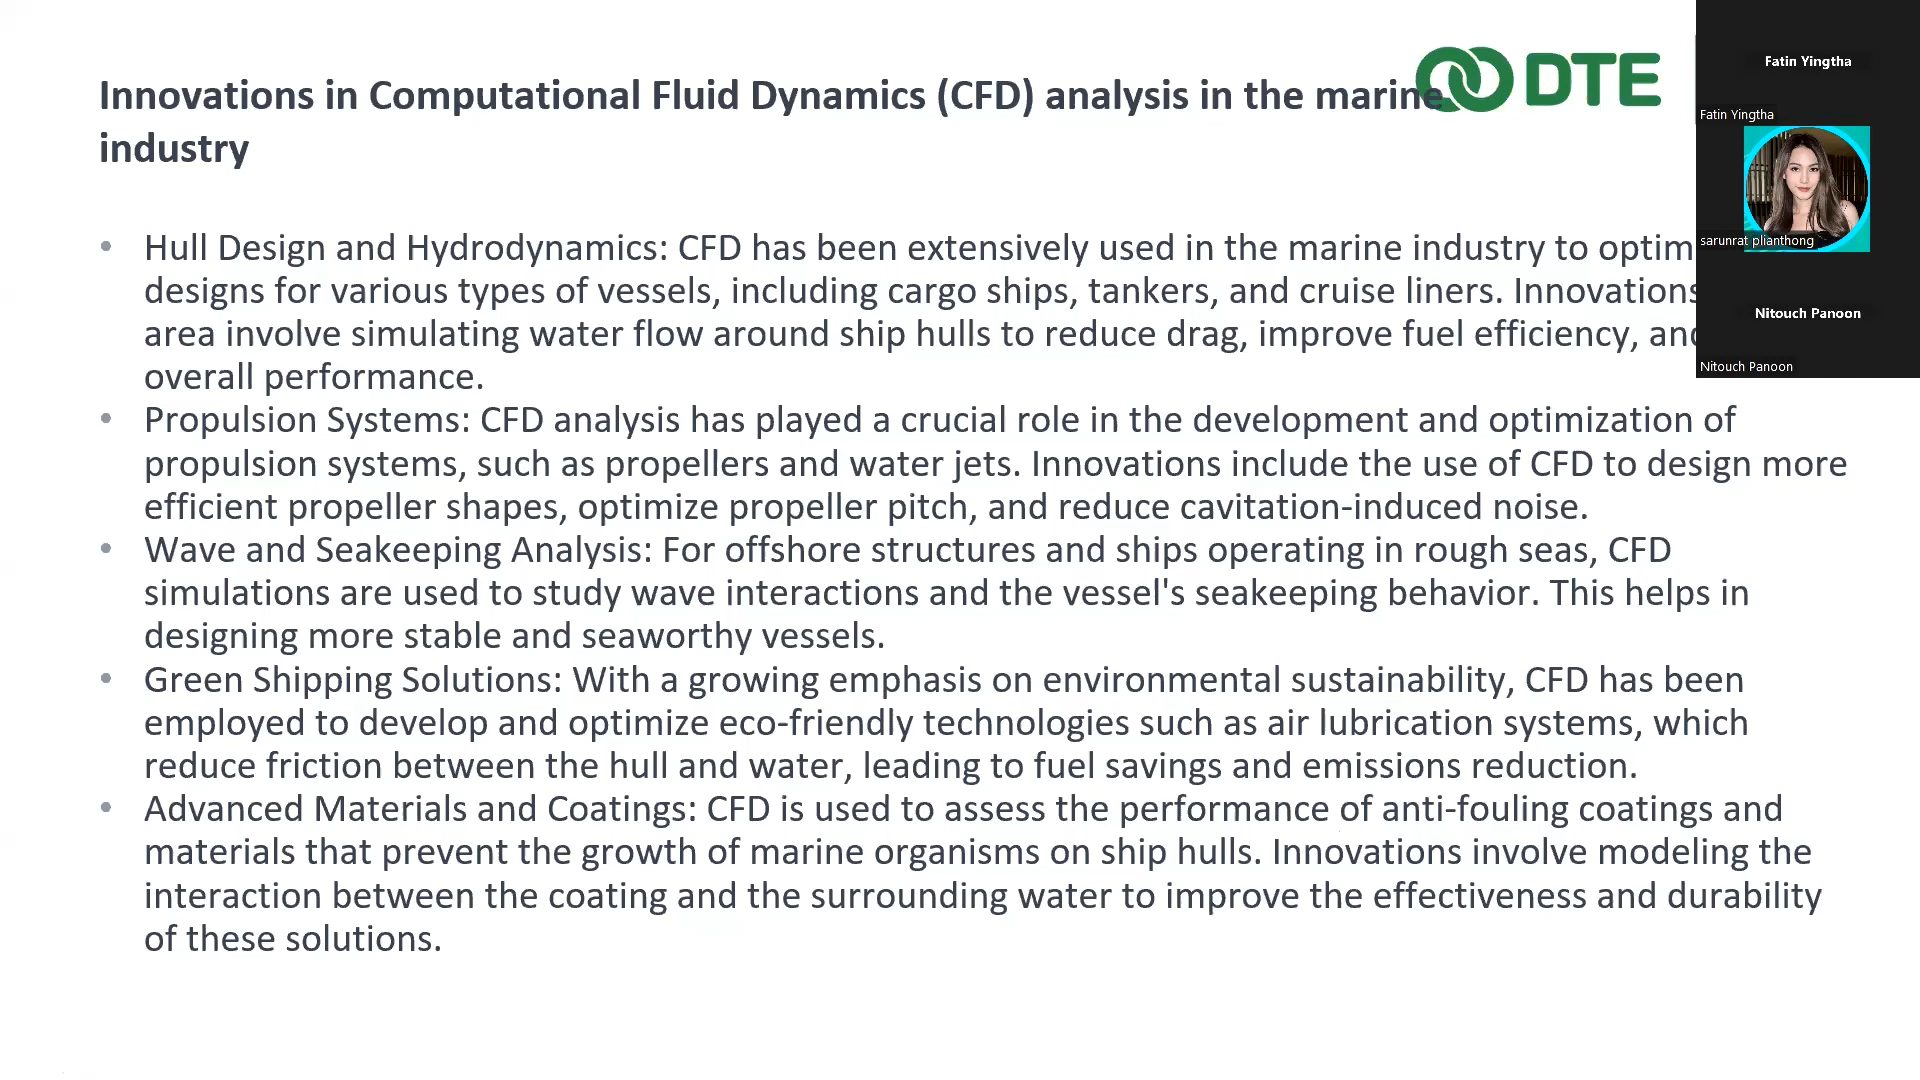 Innovations in Computational Fluid Dynamics (CFD) analysis in the marine
industry
DTE
• Hull Design and Hydrodynamics: CFD has been extensively used in the marine industry to optim
designs for various types of vessels, including cargo ships, tankers, and cruise liners. Innovations
area involve simulating water flow around ship hulls to reduce drag, improve fuel efficiency, and
overall performance.
• Propulsion Systems: CFD analysis has played a crucial role in the development and optimization of
propulsion systems, such as propellers and water jets. Innovations include the use of CFD to design more
efficient propeller shapes, optimize propeller pitch, and reduce cavitation-induced noise.
• Wave and Seakeeping Analysis: For offshore structures and ships operating in rough seas, CFD
simulations are used to study wave interactions and the vessel's seakeeping behavior. This helps in
designing more stable and seaworthy vessels.
• Green Shipping Solutions: With a growing emphasis on environmental sustainability, CFD has been
employed to develop and optimize eco-friendly technologies such as air lubrication systems, which
reduce friction between the hull and water, leading to fuel savings and emissions reduction.
• Advanced Materials and Coatings: CFD is used to assess the performance of anti-fouling coatings and
materials that prevent the growth of marine organisms on ship hulls. Innovations involve modeling the
interaction between the coating and the surrounding water to improve the effectiveness and durability
of these solutions.
Fatin Yingtha
Fatin Yingtha
sarunrat plianthong
Nitouch Panoon
Nitouch Panoon